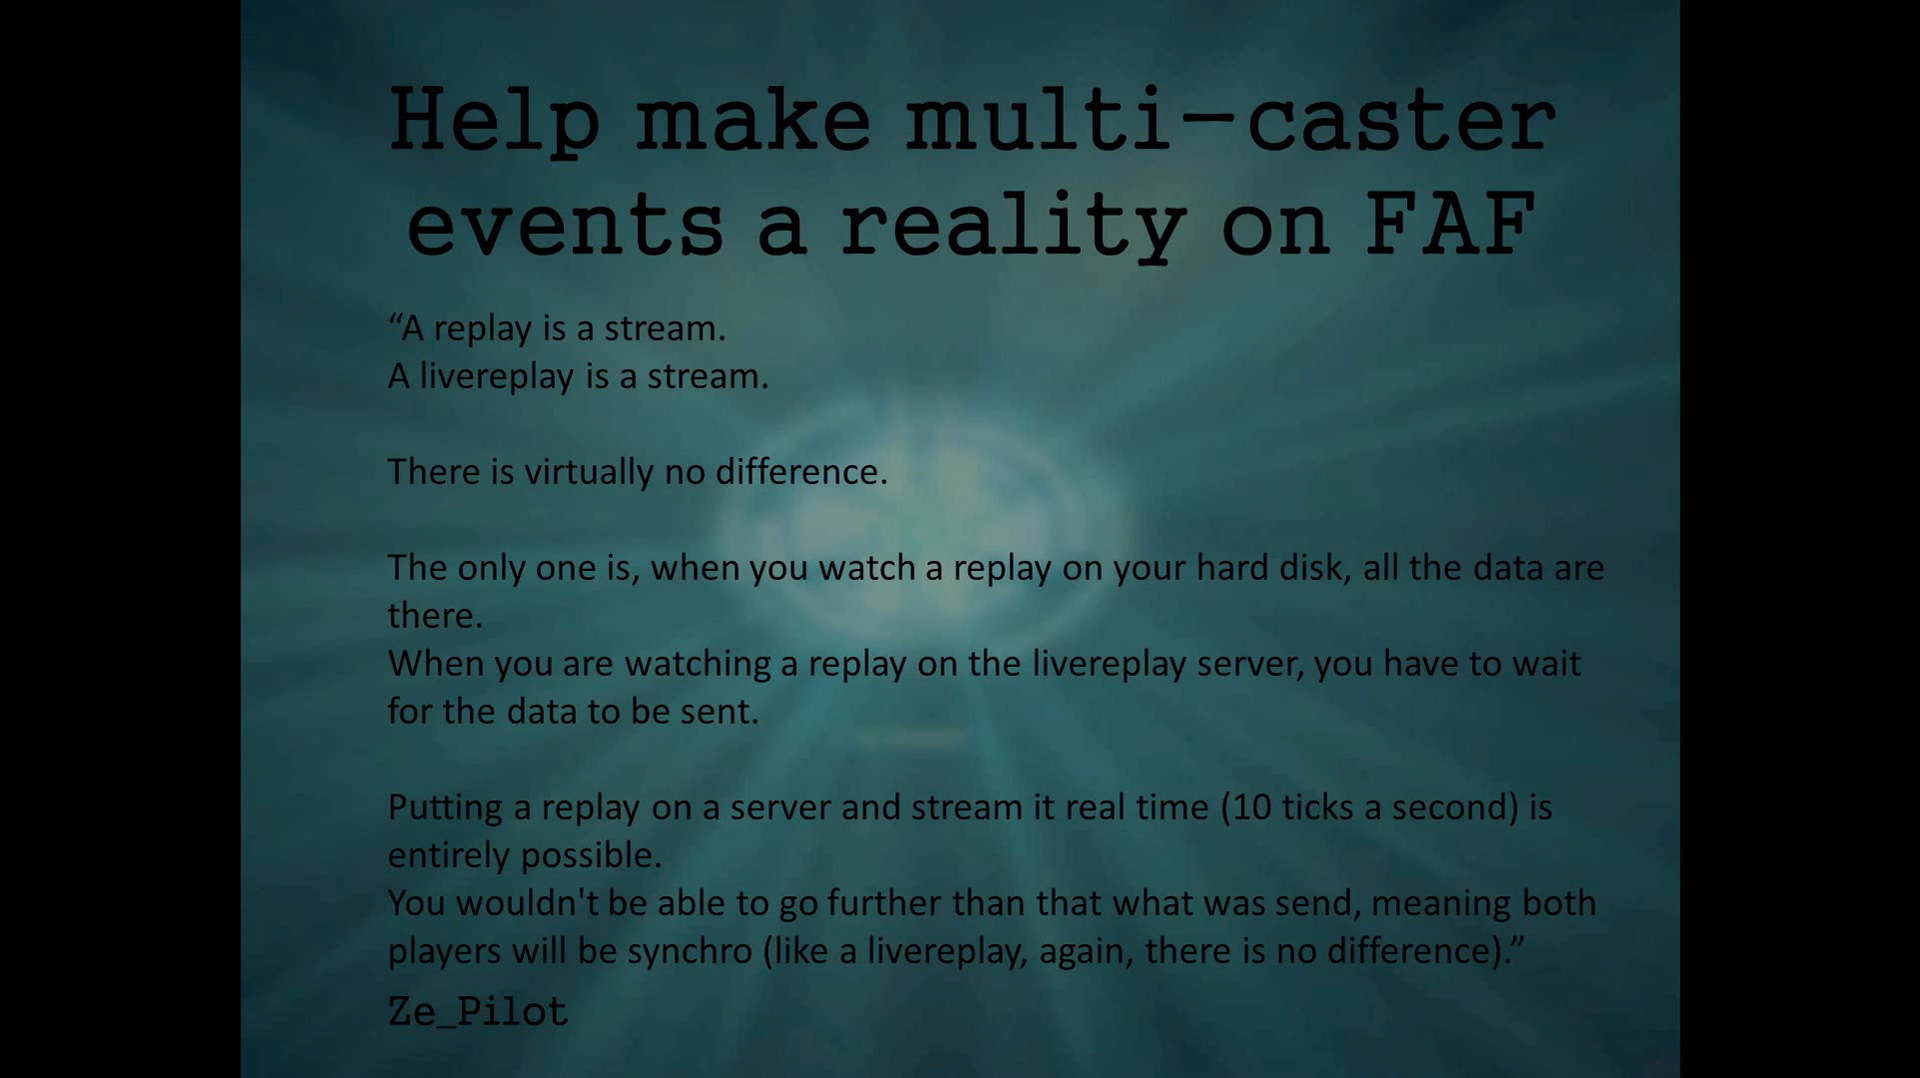 Help make multi-caster
events a reality on FAF
“A replay is a stream.
A livereplay is a stream.
There is virtually no difference.
The only one is, when you watch a replay on your hard disk, all the data are
there.
When you are watching a replay on the livereplay server, you have to wait
for the data to be sent.
Putting a replay on a server and stream it real time (10 ticks a second) is
entirely possible.
You wouldn't be able to go further than that what was send, meaning both
players will be synchro (like a livereplay, again, there is no difference).”
Ze_Pilot